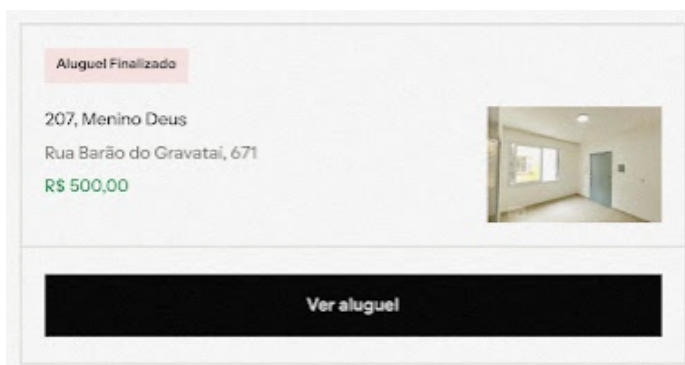 Aluguel Finalizado
207, Menino Deus
Rua Barão do Gravataí, 671
R$ 500,00
Ver aluguel